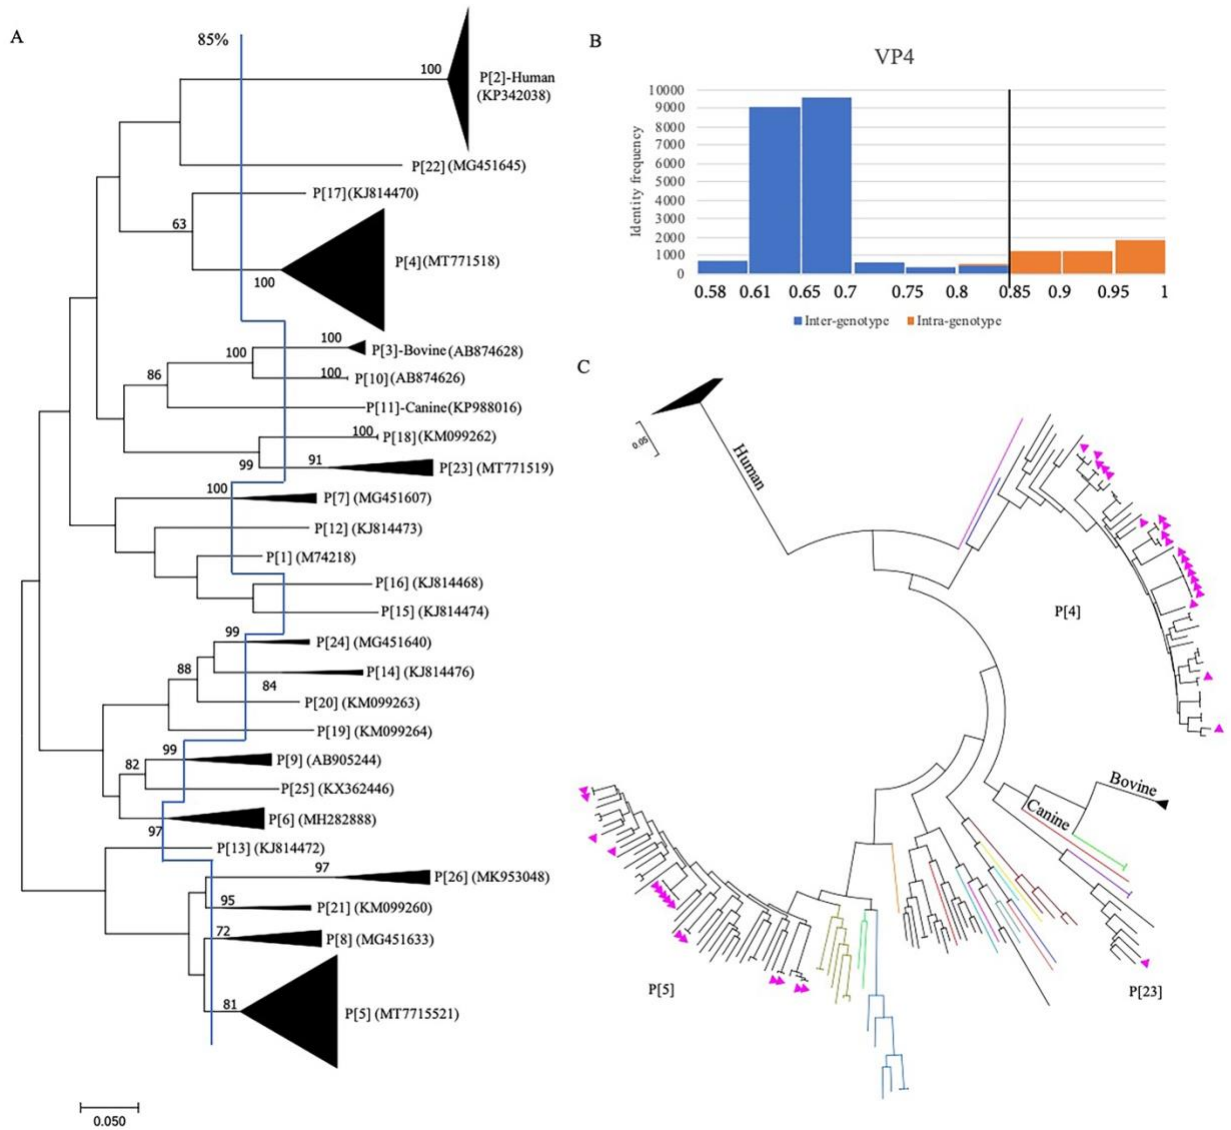 A
85%
100
P[2]-Human
(KP342038)
P[22] (MG451645)
P[17] (KJ814470)
63
P[4] (MT771518)
100
100
P[3]-Bovine (AB874628)
100
100
P[10] (AB874626)
86
P[11]-Canine (KP988016)
100
P[18] (KM099262)
99
91
P[23] (MT771519)
100
P[7] (MG451607)
P[12] (KJ814473)
P[1] (M74218)
P[16] (KJ814468)
P[15] (KJ814474)
99
P[24] (MG451640)
88
P[14] (KJ814476)
84
P[20] (KM099263)
P[19] (KM099264)
99
P[9] (AB905244)
82
P[25] (KX362446)
P[6] (MH282888)
97
P[13] (KJ814472)
97
P[26] (MK953048)
95
P[21] (KM099260)
72
P[8] (MG451633)
81
P[5] (MT7715521)
0.050
B
VP4
Identity frequency
10000
9000
8000
7000
6000
5000
4000
3000
2000
1000
0
0.58 0.61 0.65 0.7 0.75 0.8 0.85 0.9 0.95 1
Inter-genotype Intra-genotype
C
0.05
Human
P[4]
Bovine
Canine
P[5]
P[23]